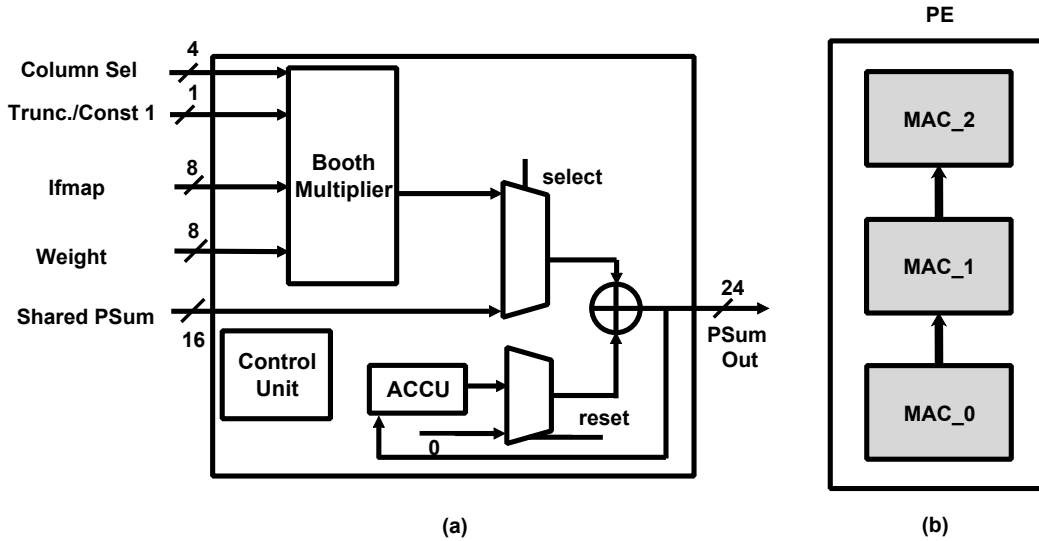 PE
4
Column Sel
1
Trunc./Const 1
MAC_2
Booth
Multiplier
select
8
Ifmap
8
Weight
MAC_1
24
Shared PSum
16
PSum
Out
Control
Unit
ACCU
reset
0
MAC_0
(a)
(b)